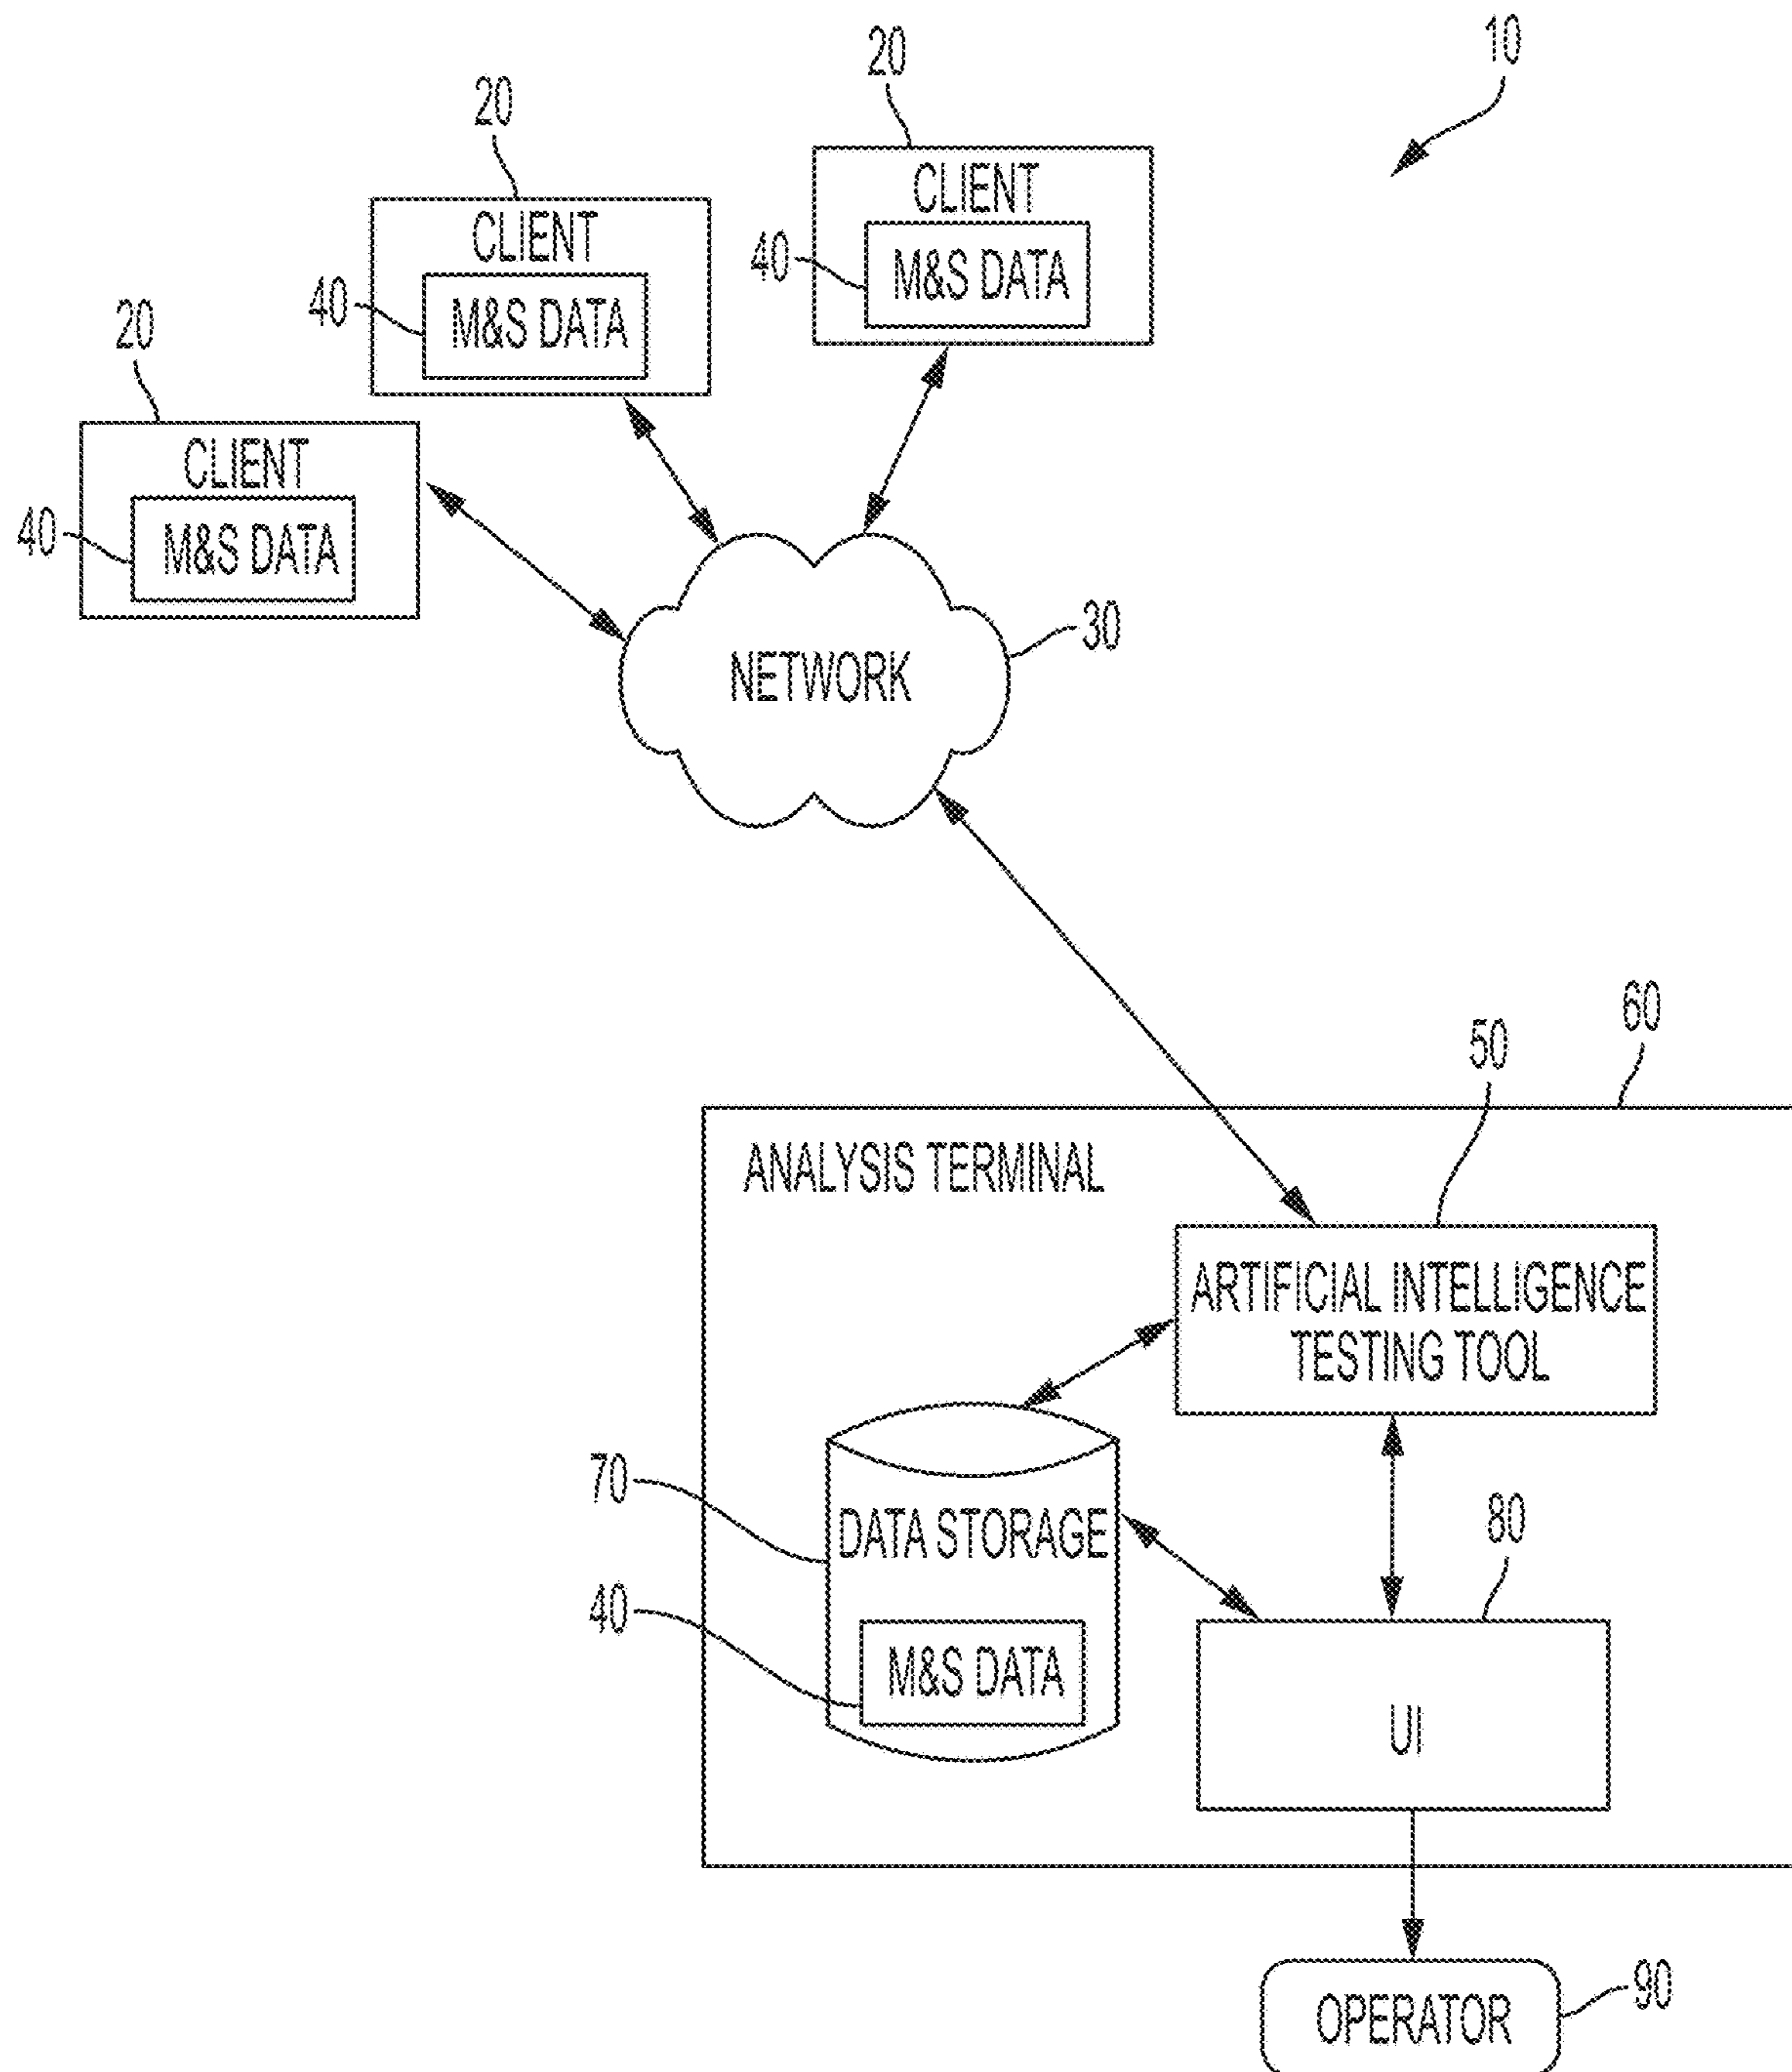 10
20
20
20
CLIENT
40
M&S DATA
CLIENT
40
M&S DATA
CLIENT
40
M&S DATA
NETWORK
30
60
50
ANALYSIS TERMINAL
ARTIFICIAL INTELLIGENCE
TESTING TOOL
70
DATA STORAGE
80
40
M&S DATA
UI
OPERATOR
90